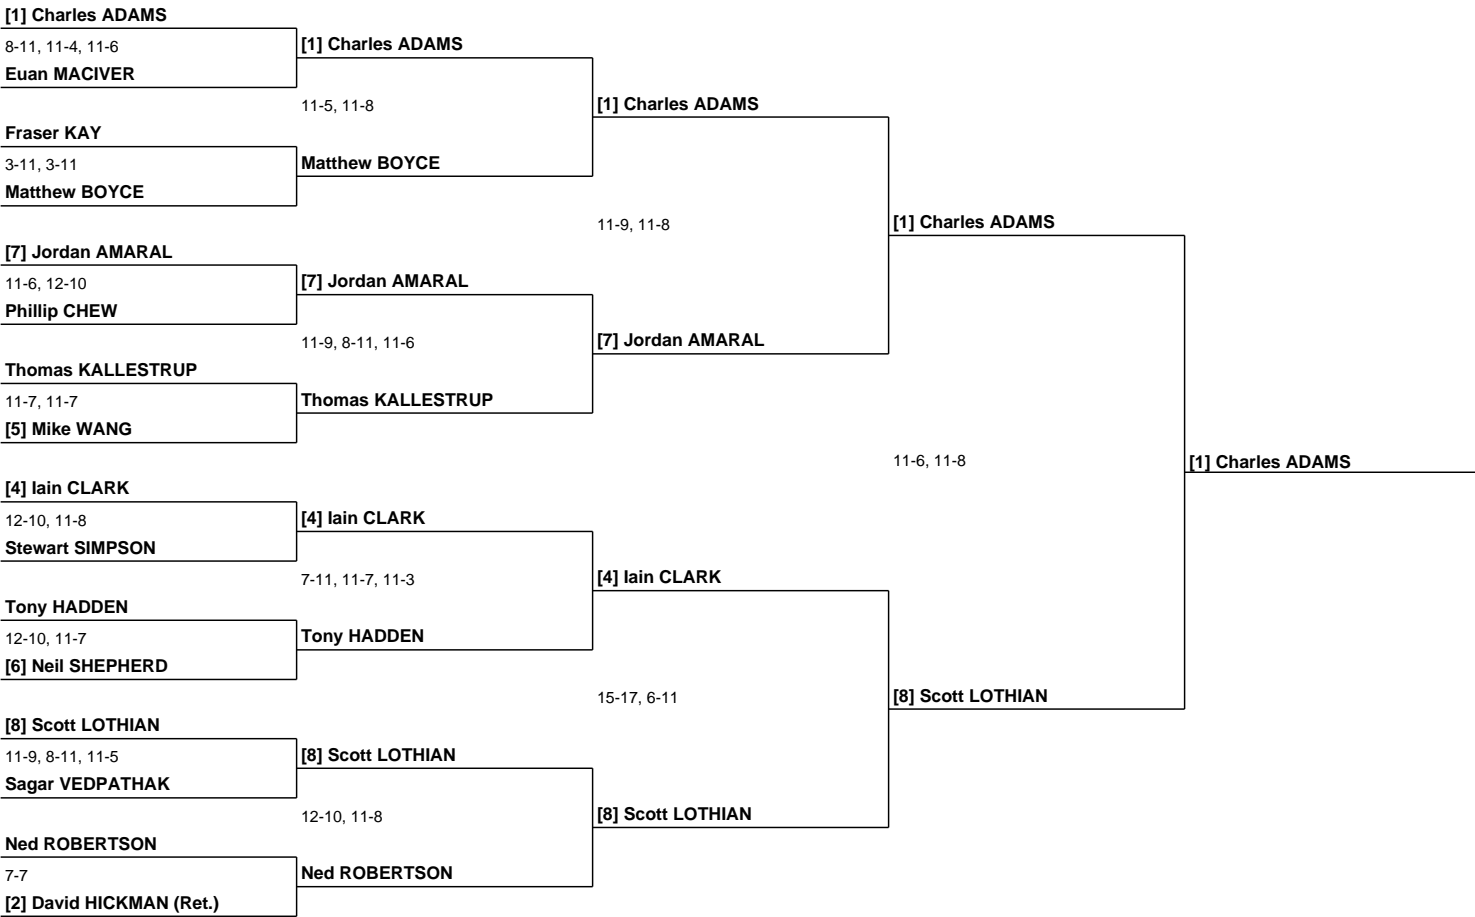 [1] Charles ADAMS
8-11, 11-4, 11-6
Euan MACIVER
Fraser KAY
3-11, 3-11
Matthew BOYCE
[7] Jordan AMARAL
11-6, 12-10
Phillip CHEW
Thomas KALLESTRUP
11-7, 11-7
[5] Mike WANG
[4] Iain CLARK
12-10, 11-8
Stewart SIMPSON
Tony HADDEN
12-10, 11-7
[6] Neil SHEPHERD
[8] Scott LOTHIAN
11-9, 8-11, 11-5
Sagar VEDPATHAK
Ned ROBERTSON
7-7
[2] David HICKMAN (Ret.)
[1] Charles ADAMS
11-5, 11-8
Matthew BOYCE
[7] Jordan AMARAL
11-9, 8-11, 11-6
Thomas KALLESTRUP
[4] Iain CLARK
7-11, 11-7, 11-3
Tony HADDEN
[8] Scott LOTHIAN
12-10, 11-8
Ned ROBERTSON
[1] Charles ADAMS
11-9, 11-8
[7] Jordan AMARAL
[4] Iain CLARK
15-17, 6-11
[8] Scott LOTHIAN
[1] Charles ADAMS
11-6, 11-8
[8] Scott LOTHIAN
[1] Charles ADAMS